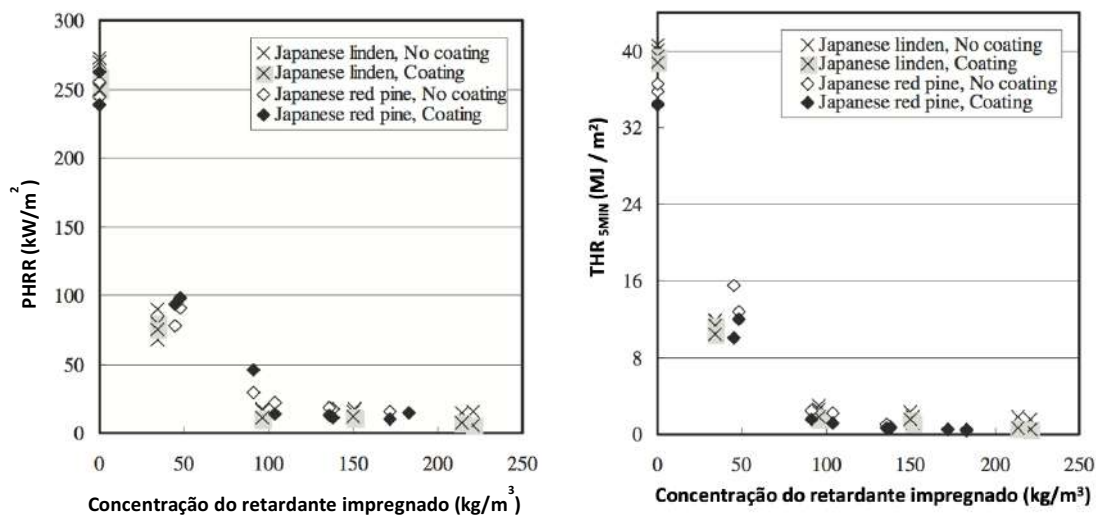 300
250
200
150
100
50
0
PHRR (kW/m²)
Japanese linden, No coating
Japanese linden, Coating
Japanese red pine, No coating
Japanese red pine, Coating
0 50 100 150 200 250
Concentração do retardante impregnado (kg/m³)
40
32
24
16
8
0
THR 5MIN (MJ / m²)
Japanese linden, No coating
Japanese linden, Coating
Japanese red pine, No coating
Japanese red pine, Coating
0 50 100 150 200 250
Concentração do retardante impregnado (kg/m³)